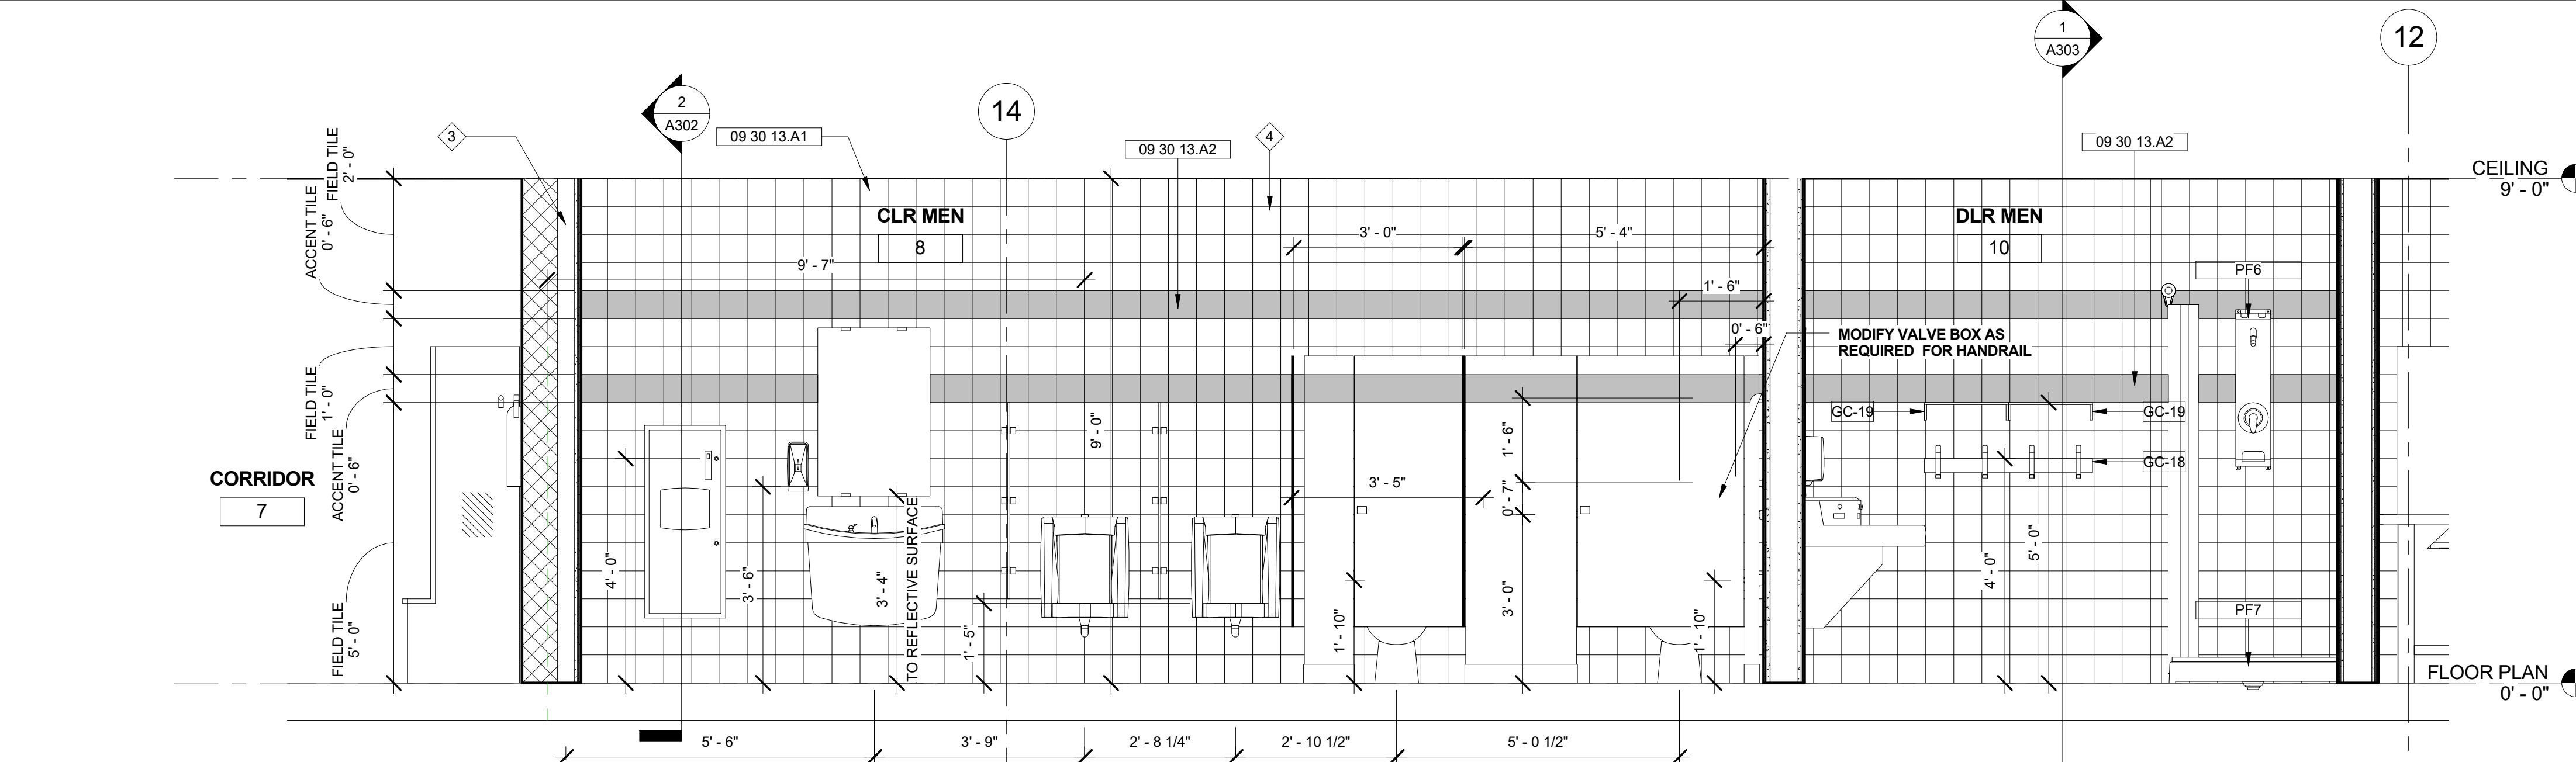 1
A303
12
2
A302
14
3
09 30 13.A1
4
09 30 13.A2
09 30 13.A2
FIELD TILE
2' - 0"
ACCENT TILE
0' - 6"
FIELD TILE
1' - 0"
ACCENT TILE
0' - 6"
FIELD TILE
5' - 0"
CEILING
9' - 0"
CLR MEN
8
DLR MEN
10
3' - 0"
5' - 4"
9' - 7"
PF6
1' - 6"
0' - 6"
MODIFY VALVE BOX AS
REQUIRED FOR HANDRAIL
GC-19
GC-19
9' - 0"
1' - 6"
GC-18
CORRIDOR
7
3' - 5"
0' - 7"
5' - 0"
4' - 0"
3' - 6"
3' - 4"
TO REFLECTIVE SURFACE
4' - 0"
3' - 0"
PF7
1' - 5"
1' - 10"
1' - 10"
FLOOR PLAN
0' - 0"
5' - 6"
3' - 9"
2' - 8 1/4"
2' - 10 1/2"
5' - 0 1/2"